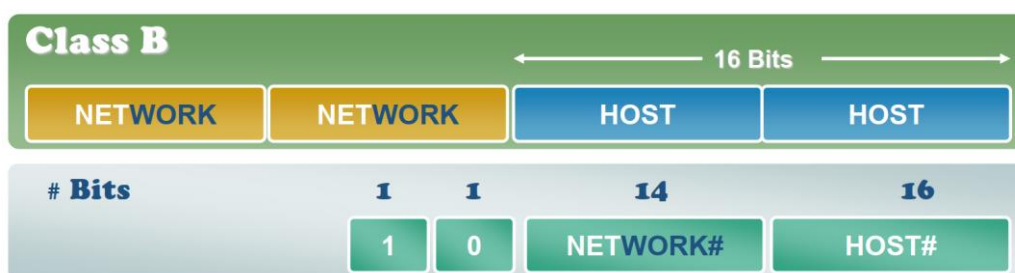 Class B
16 Bits
NETWORK NETWORK HOST HOST
# Bits 1 1 14 16
1 0 NETWORK# HOST#